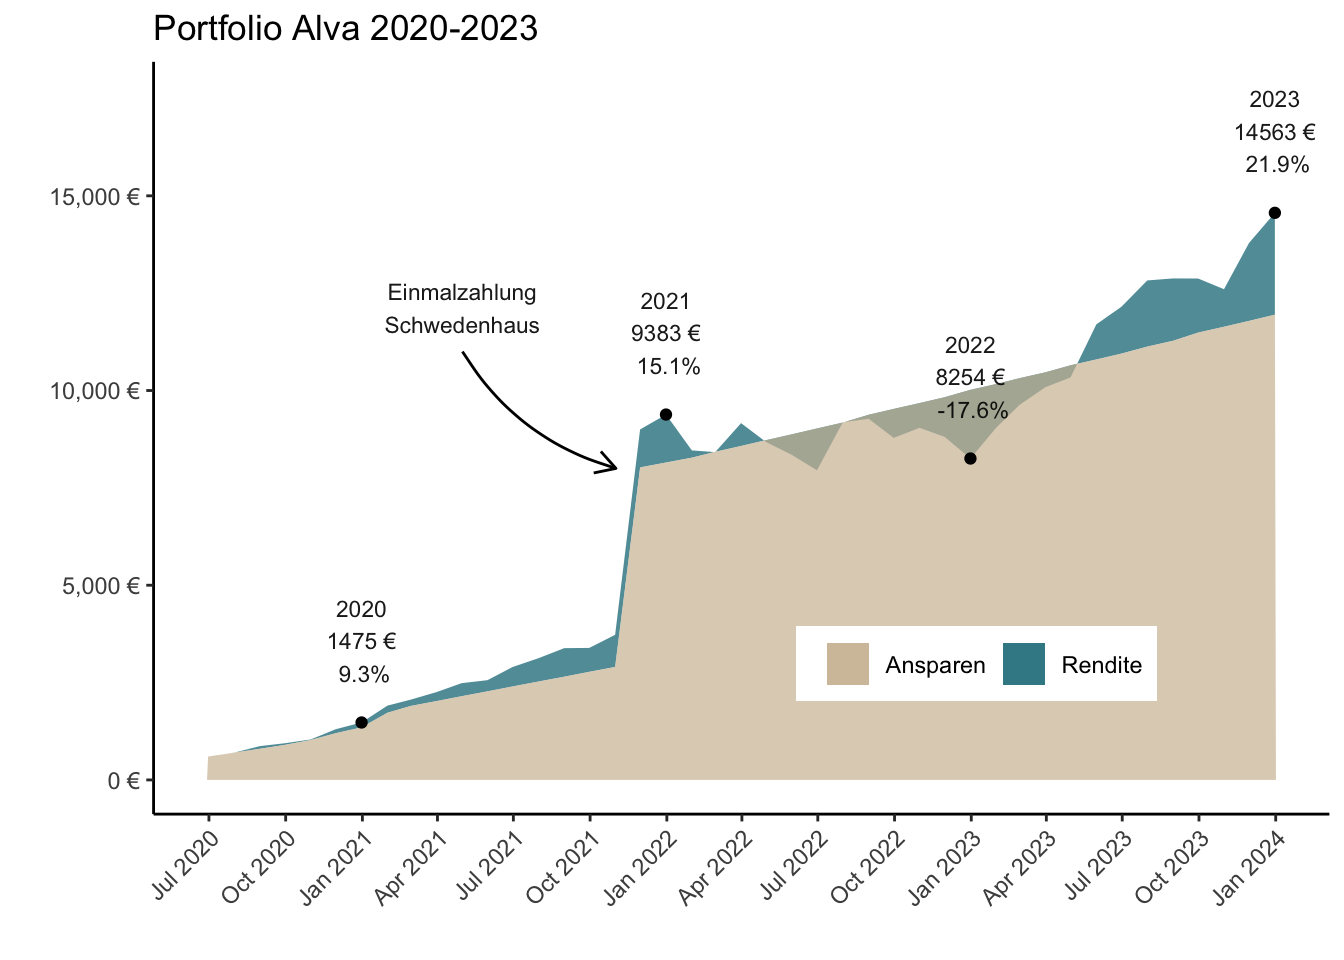 Portfolio Alva 2020-2023
2023
14563 €
21.9%
15,000 €
Einmalzahlung
Schwedenhaus
2021
9383 €
15.1%
2022
8254 €
-17.6%
10,000 €
5,000 €
2020
1475 €
9.3%
Ansparen
Rendite
0 €
Jul 2020
Oct 2020
Jan 2021
Apr 2021
Jul 2021
Oct 2021
Jan 2022
Apr 2022
Jul 2022
Oct 2022
Jan 2023
Apr 2023
Jul 2023
Oct 2023
Jan 2024